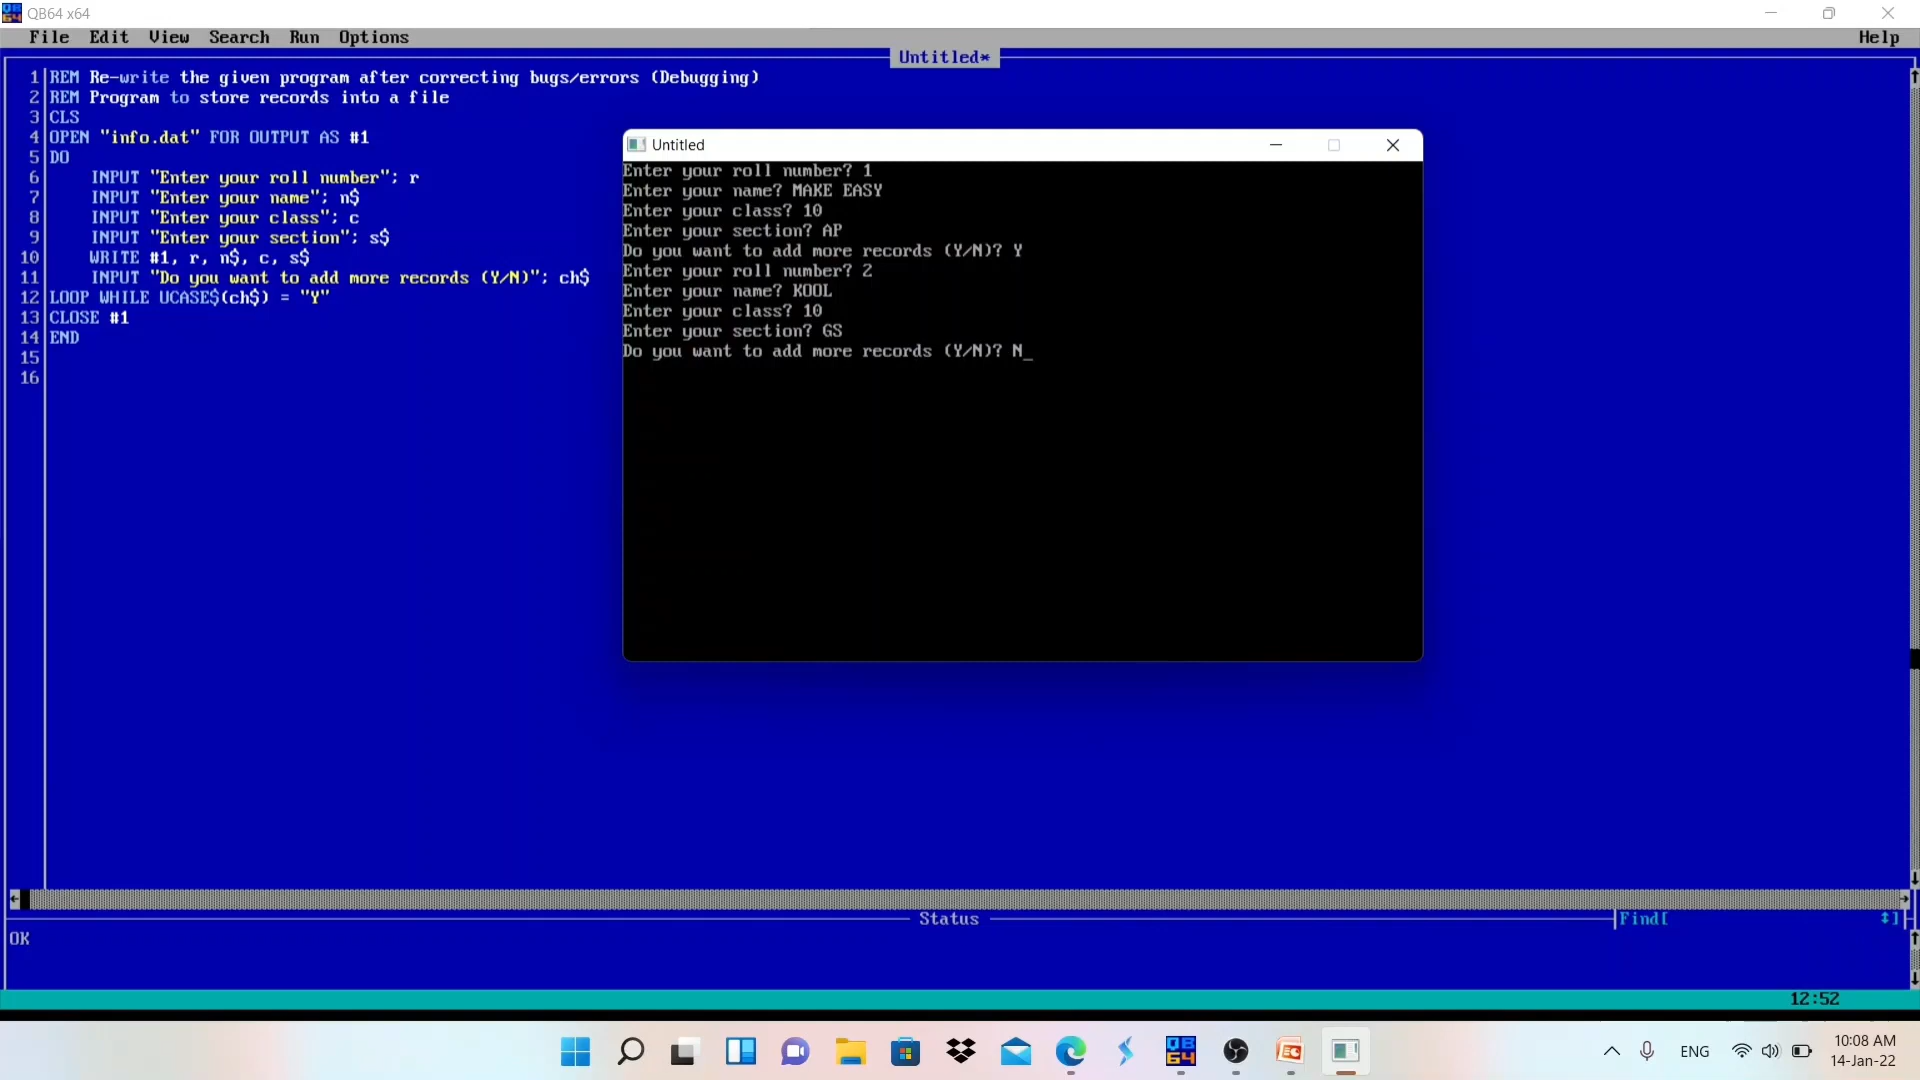 QB64 x64
File Edit View Search Run Options Help
Untitled*
1 REM Re-write the given program after correcting bugs/errors (Debugging)
2 REM Program to store records into a file
3 CLS
4 OPEN "info.dat" FOR OUTPUT AS #1
5 DO
6 INPUT "Enter your roll number"; r
7 INPUT "Enter your name"; n$
8 INPUT "Enter your class"; c
9 INPUT "Enter your section"; s$
10 WRITE #1, r, n$, c, s$
11 INPUT "Do you want to add more records (Y/N)"; ch$
12 LOOP WHILE UCASE$(ch$) = "Y"
13 CLOSE #1
14 END
15
16
Untitled
Enter your roll number? 1
Enter your name? MAKE EASY
Enter your class? 10
Enter your section? AP
Do you want to add more records (Y/N)? Y
Enter your roll number? 2
Enter your name? KOOL
Enter your class? 10
Enter your section? GS
Do you want to add more records (Y/N)? N_
Status
Find[ ]
OK
12:52
QB64
ENG
10:08 AM
14-Jan-22